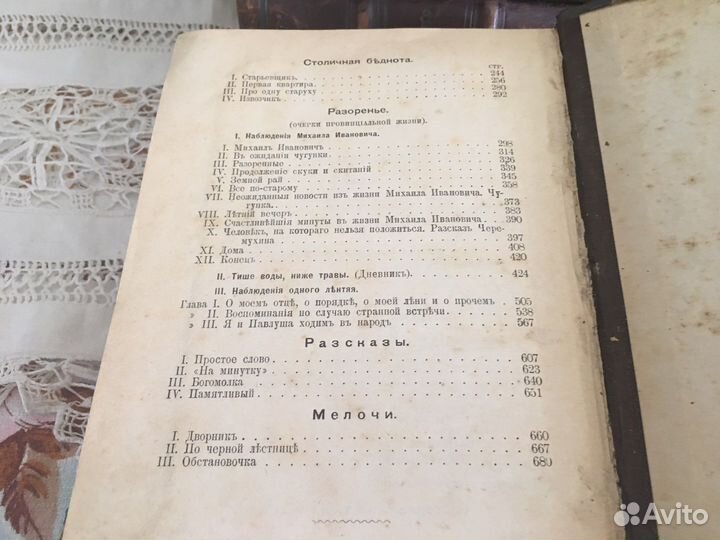 Столичная бѣднота.
стр.
I. Старьевщикъ. 244
II. Первая квартира. 256
III. Про одну старуху 280
IV. Извозчик 292
Разоренье.
(очерки провинціальной жизни).
I. Наблюденія Михаила Ивановича.
I. Михаилъ Ивановичъ 298
II. Въ ожиданіи чугунки. 314
III. Разоренные 326
IV. Продолженіе скуки и скитаній 339
V. Земной рай 345
VI. Все по-старому 358
VII. Неожиданныя новости изъ жизни Михаила Ивановича. Чу-
гунка. 373
VIII. Лѣтній вечеръ 383
IX. Счастливѣйшія минуты въ жизни Михаила Ивановича. 390
X. Человѣкъ, на котораго нельзя положиться. Разсказъ Чере-
мухина 397
XI. Дома 408
XII. Конецъ 420
II. Тише воды, ниже травы. (Дневникъ) 424
III. Наблюденія одного лѣнтяя.
Глава I. О моемъ отцѣ, о порядкѣ, о моей лѣни и о прочемъ 505
» II. Воспоминанія по случаю странной встрѣчи. 538
» III. Я и Павлуша ходимъ въ народъ 567
Разсказы.
I. Простое слово 607
II. «На минутку» 623
III. Богомолка 640
IV. Памятливый 651
Мелочи.
I. Дворникъ 660
II. По черной лѣстницѣ 667
III. Обстановочка 680
Avito